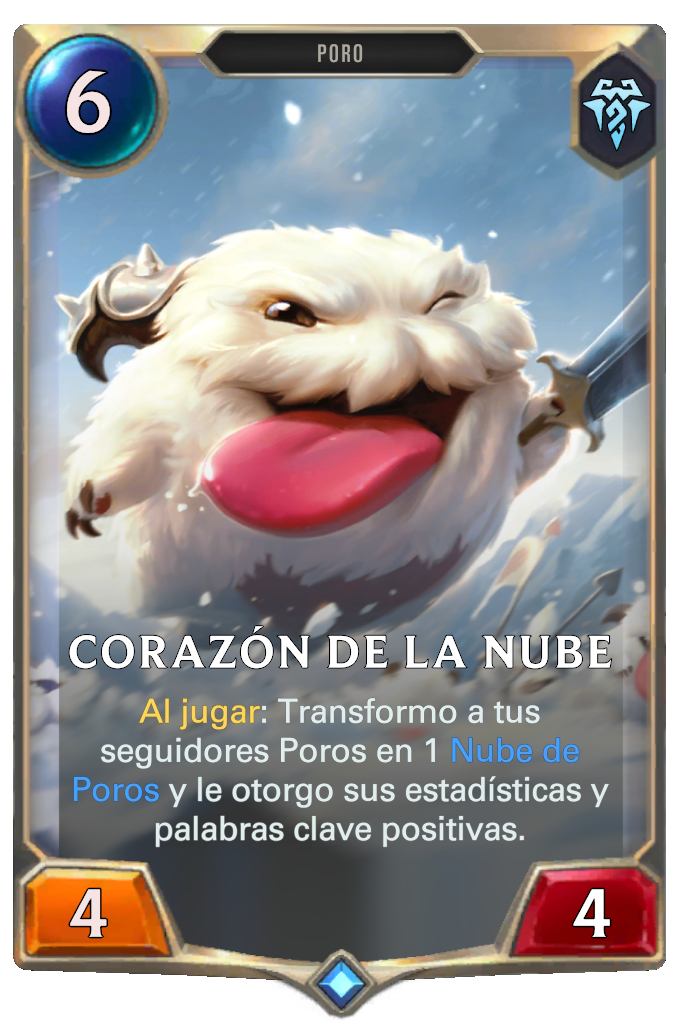 6
PORO
CORAZÓN DE LA NUBE
Al jugar: Transformo a tus
seguidores Poros en 1 Nube de
Poros y le otorgo sus estadísticas y
palabras clave positivas.
4
4